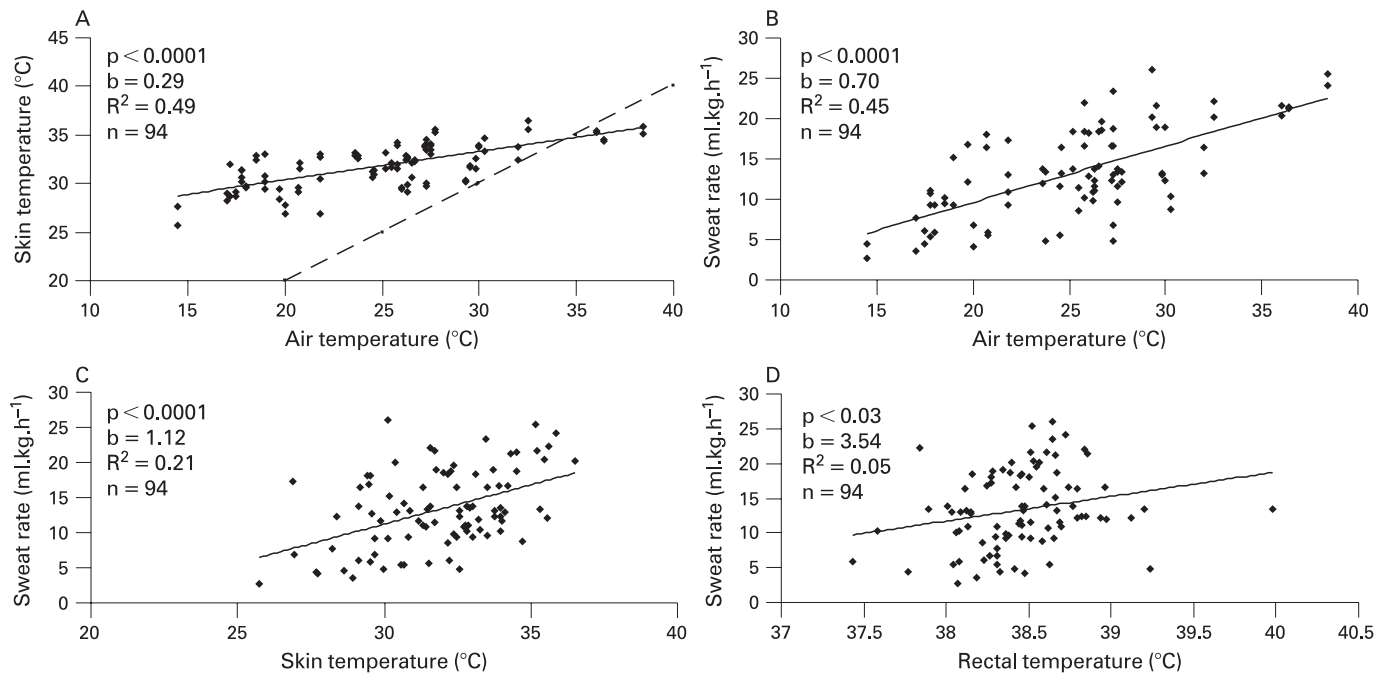 A
45
40
35
30
25
20
Skin temperature (°C)
p < 0.0001
b = 0.29
R² = 0.49
n = 94
10 15 20 25 30 35 40
Air temperature (°C)
B
30
25
20
15
10
5
0
Sweat rate (ml.kg.h⁻¹)
p < 0.0001
b = 0.70
R² = 0.45
n = 94
10 15 20 25 30 35 40
Air temperature (°C)
C
30
25
20
15
10
5
0
Sweat rate (ml.kg.h⁻¹)
p < 0.0001
b = 1.12
R² = 0.21
n = 94
20 25 30 35 40
Skin temperature (°C)
D
30
25
20
15
10
5
0
Sweat rate (ml.kg.h⁻¹)
p < 0.03
b = 3.54
R² = 0.05
n = 94
37 37.5 38 38.5 39 39.5 40 40.5
Rectal temperature (°C)